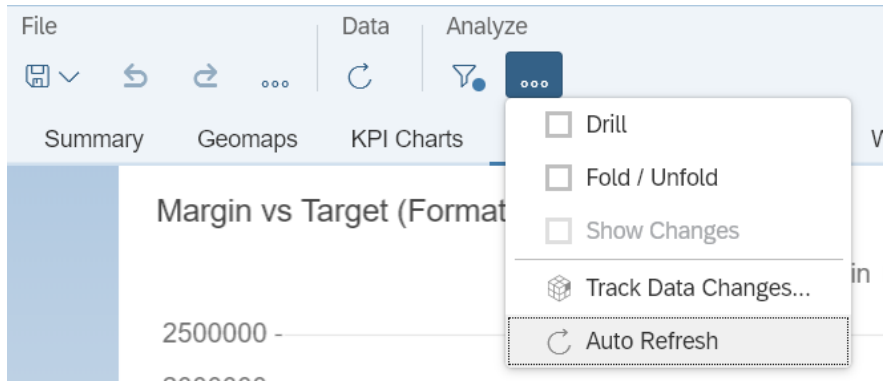 File Data Analyze
Drill
Summary Geomaps KPI Charts
Fold / Unfold
Margin vs Target (Format
Show Changes
in
Track Data Changes...
2500000
Auto Refresh